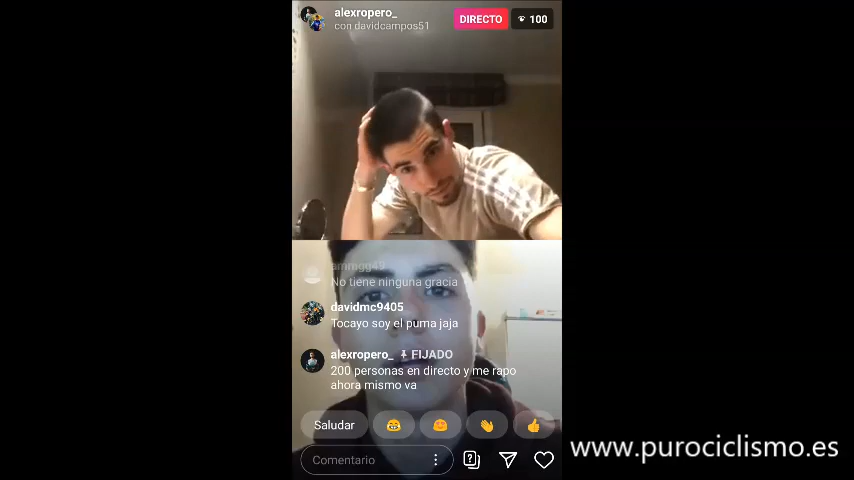 alexropero_
con davidcampos51
DIRECTO
100
ammgg49
No tiene ninguna gracia
davidmc9405
Tocayo soy el puma jaja
alexropero_ FIJADO
200 personas en directo y me rapo
ahora mismo va
Saludar
Comentario
www.purociclismo.es